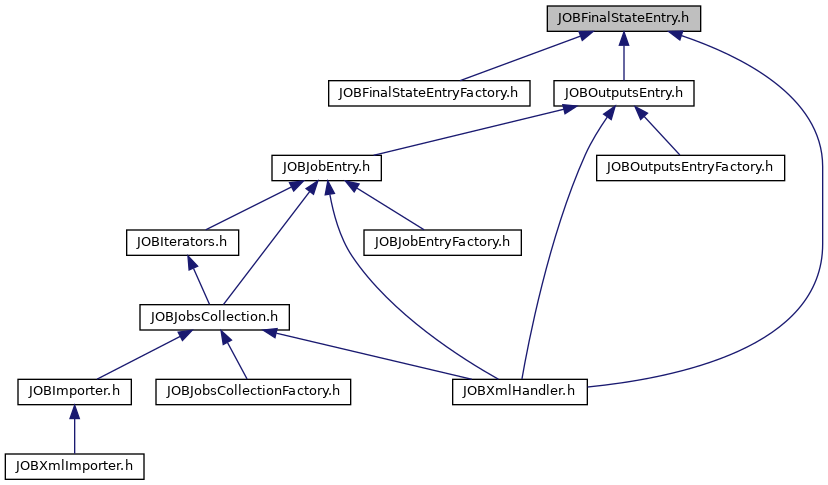 JOBFinalStateEntry.h
JOBFinalStateEntryFactory.h
JOBOutputsEntry.h
JOBJobEntry.h
JOBOutputsEntryFactory.h
JOBIterators.h
JOBJobEntryFactory.h
JOBJobsCollection.h
JOBImporter.h
JOBJobsCollectionFactory.h
JOBXmlHandler.h
JOBXmlImporter.h